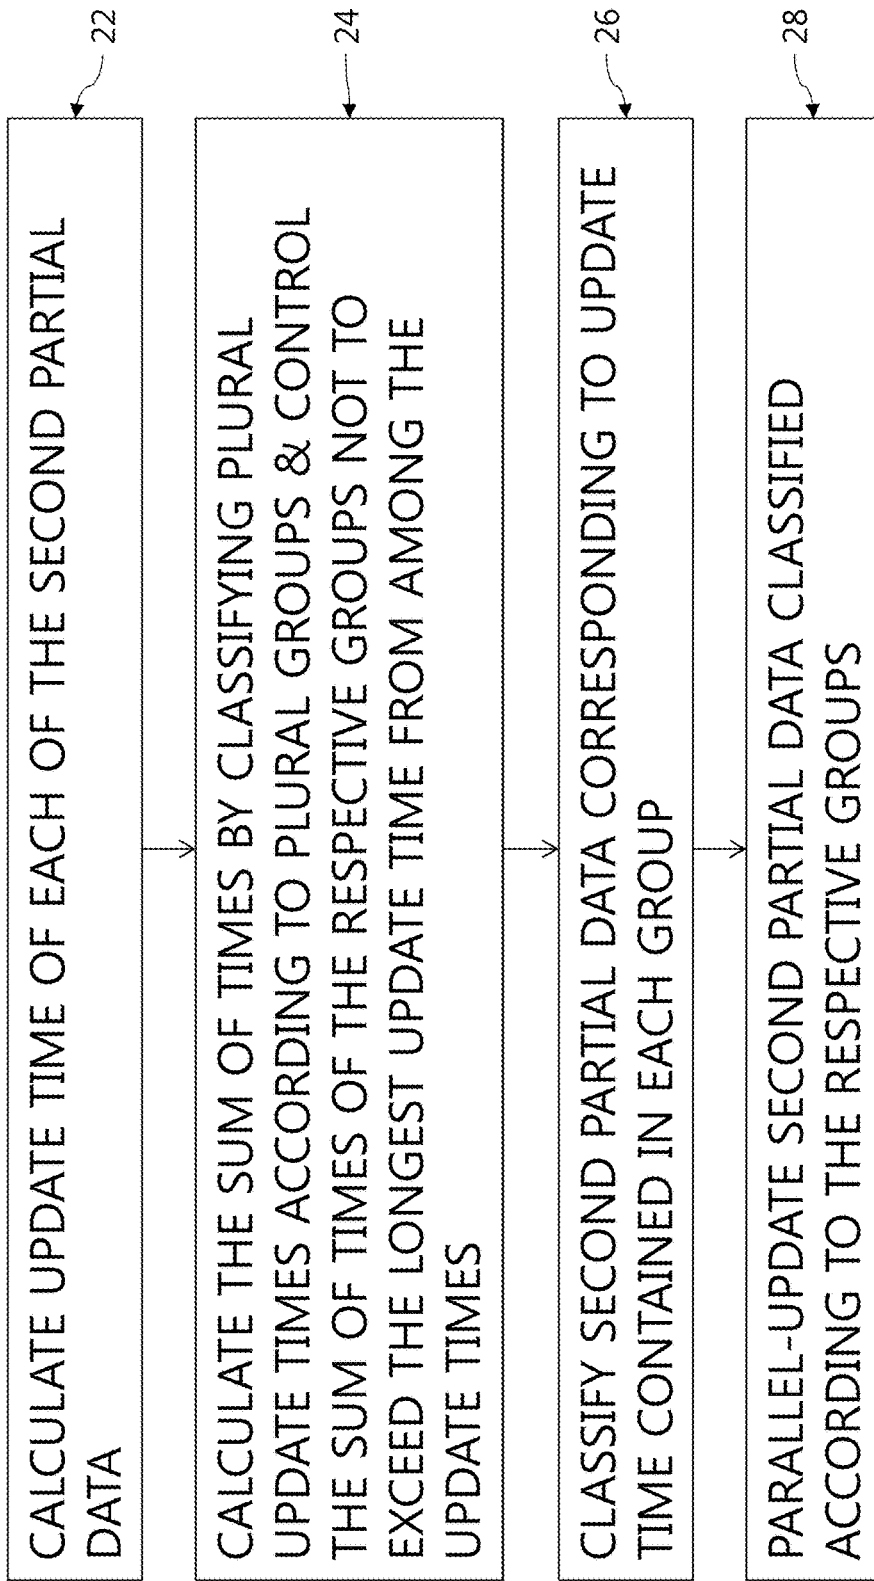 CALCULATE UPDATE TIME OF EACH OF THE SECOND PARTIAL
DATA
22
CALCULATE THE SUM OF TIMES BY CLASSIFYING PLURAL
UPDATE TIMES ACCORDING TO PLURAL GROUPS & CONTROL
THE SUM OF TIMES OF THE RESPECTIVE GROUPS NOT TO
EXCEED THE LONGEST UPDATE TIME FROM AMONG THE
UPDATE TIMES
24
CLASSIFY SECOND PARTIAL DATA CORRESPONDING TO UPDATE
TIME CONTAINED IN EACH GROUP
26
PARALLEL-UPDATE SECOND PARTIAL DATA CLASSIFIED
ACCORDING TO THE RESPECTIVE GROUPS
28